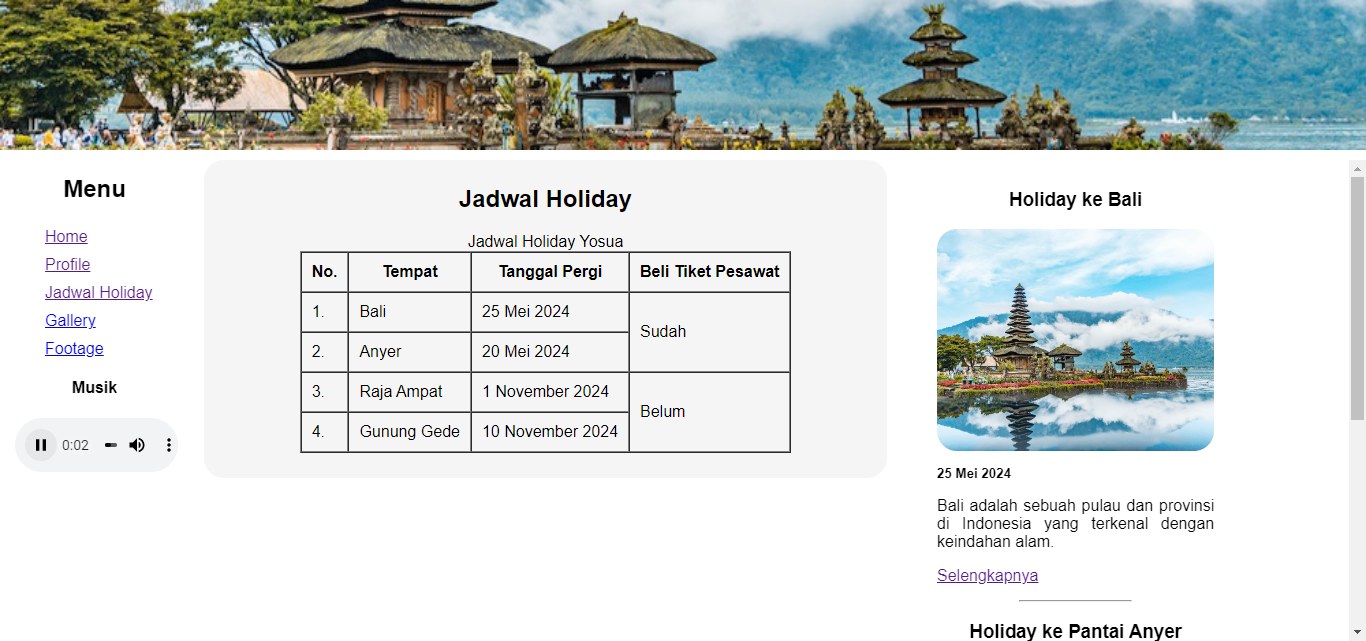 Menu
Home
Profile
Jadwal Holiday
Gallery
Footage
Musik
0:02
Jadwal Holiday
Jadwal Holiday Yosua
No. Tempat Tanggal Pergi Beli Tiket Pesawat
1. Bali 25 Mei 2024 Sudah
2. Anyer 20 Mei 2024
3. Raja Ampat 1 November 2024 Belum
4. Gunung Gede 10 November 2024
Holiday ke Bali
25 Mei 2024
Bali adalah sebuah pulau dan provinsi
di Indonesia yang terkenal dengan
keindahan alam.
Selengkapnya
Holiday ke Pantai Anyer